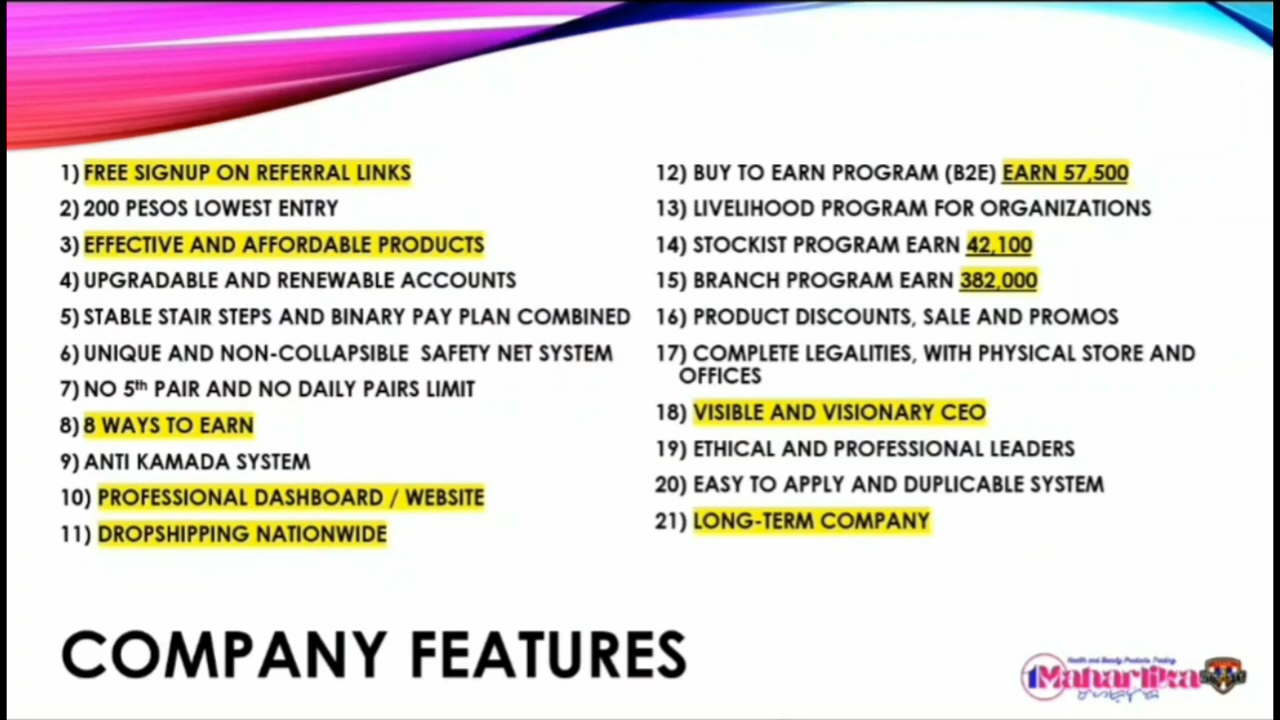 1) FREE SIGNUP ON REFERRAL LINKS
2) 200 PESOS LOWEST ENTRY
3) EFFECTIVE AND AFFORDABLE PRODUCTS
4) UPGRADABLE AND RENEWABLE ACCOUNTS
5) STABLE STAIR STEPS AND BINARY PAY PLAN COMBINED
6) UNIQUE AND NON-COLLAPSIBLE SAFETY NET SYSTEM
7) NO 5th PAIR AND NO DAILY PAIRS LIMIT
8) 8 WAYS TO EARN
9) ANTI KAMADA SYSTEM
10) PROFESSIONAL DASHBOARD / WEBSITE
11) DROPSHIPPING NATIONWIDE
12) BUY TO EARN PROGRAM (B2E) EARN 57,500
13) LIVELIHOOD PROGRAM FOR ORGANIZATIONS
14) STOCKIST PROGRAM EARN 42,100
15) BRANCH PROGRAM EARN 382,000
16) PRODUCT DISCOUNTS, SALE AND PROMOS
17) COMPLETE LEGALITIES, WITH PHYSICAL STORE AND
OFFICES
18) VISIBLE AND VISIONARY CEO
19) ETHICAL AND PROFESSIONAL LEADERS
20) EASY TO APPLY AND DUPLICABLE SYSTEM
21) LONG-TERM COMPANY
COMPANY FEATURES
Health and Beauty Products Trading
1Maharlika